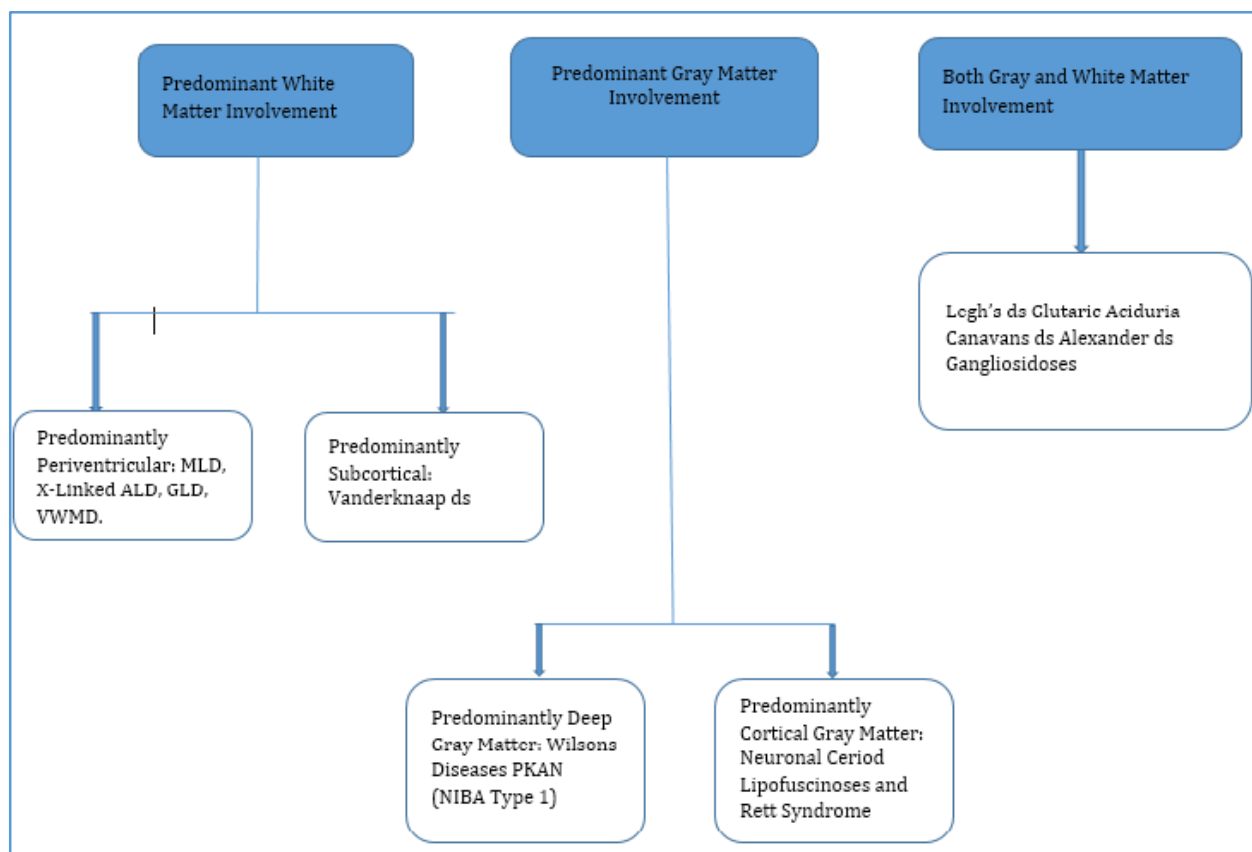 Predominant White
Matter Involvement
Predominant Gray Matter
Involvement
Both Gray and White Matter
Involvement
Legh's ds Glutaric Aciduria
Canavans ds Alexander ds
Gangliosidoses
Predominantly
Periventricular: MLD,
X-Linked ALD, GLD,
VWMD.
Predominantly
Subcortical:
Vanderknaap ds
Predominantly Deep
Gray Matter: Wilsons
Diseases PKAN
(NIBA Type 1)
Predominantly
Cortical Gray Matter:
Neuronal Ceriod
Lipofuscinoses and
Rett Syndrome